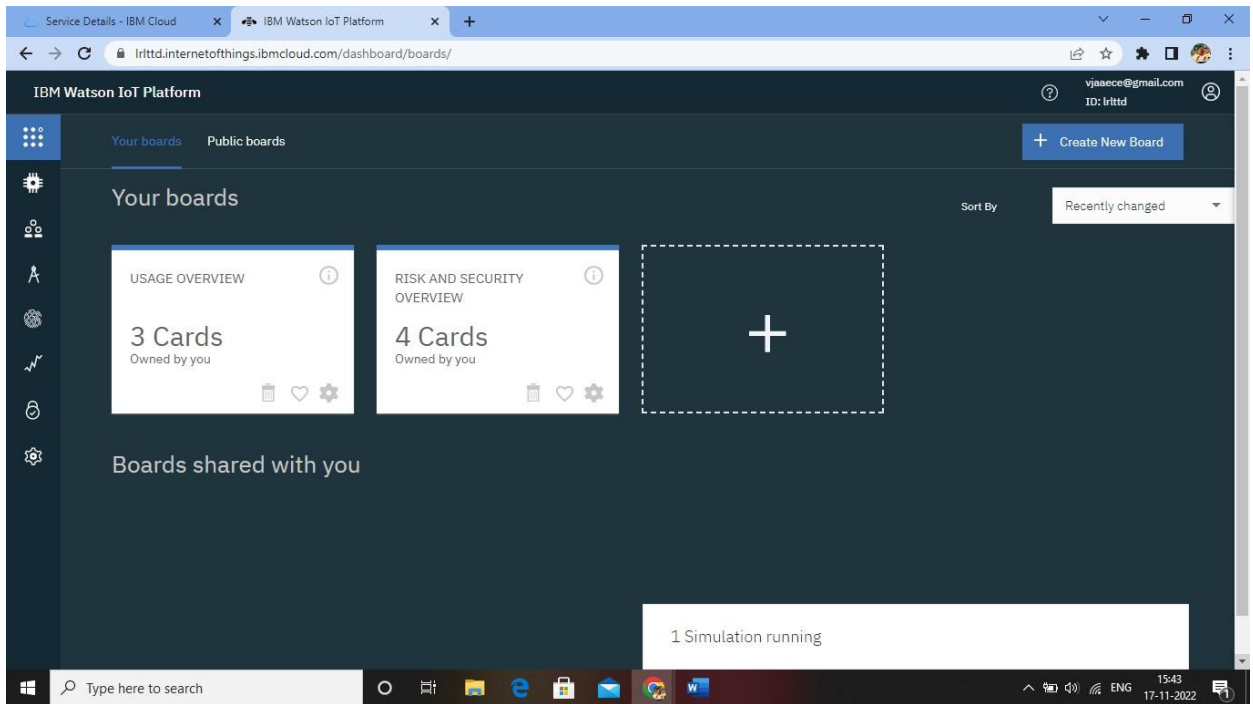 Service Details - IBM Cloud
IBM Watson IoT Platform
lrlttd.internetofthings.ibmcloud.com/dashboard/boards/
IBM Watson IoT Platform
vjaaece@gmail.com
ID: lrlttd
Your boards
Public boards
+ Create New Board
Your boards
Sort By
Recently changed
USAGE OVERVIEW
3 Cards
Owned by you
RISK AND SECURITY
OVERVIEW
4 Cards
Owned by you
Boards shared with you
1 Simulation running
Type here to search
ENG
15:43
17-11-2022